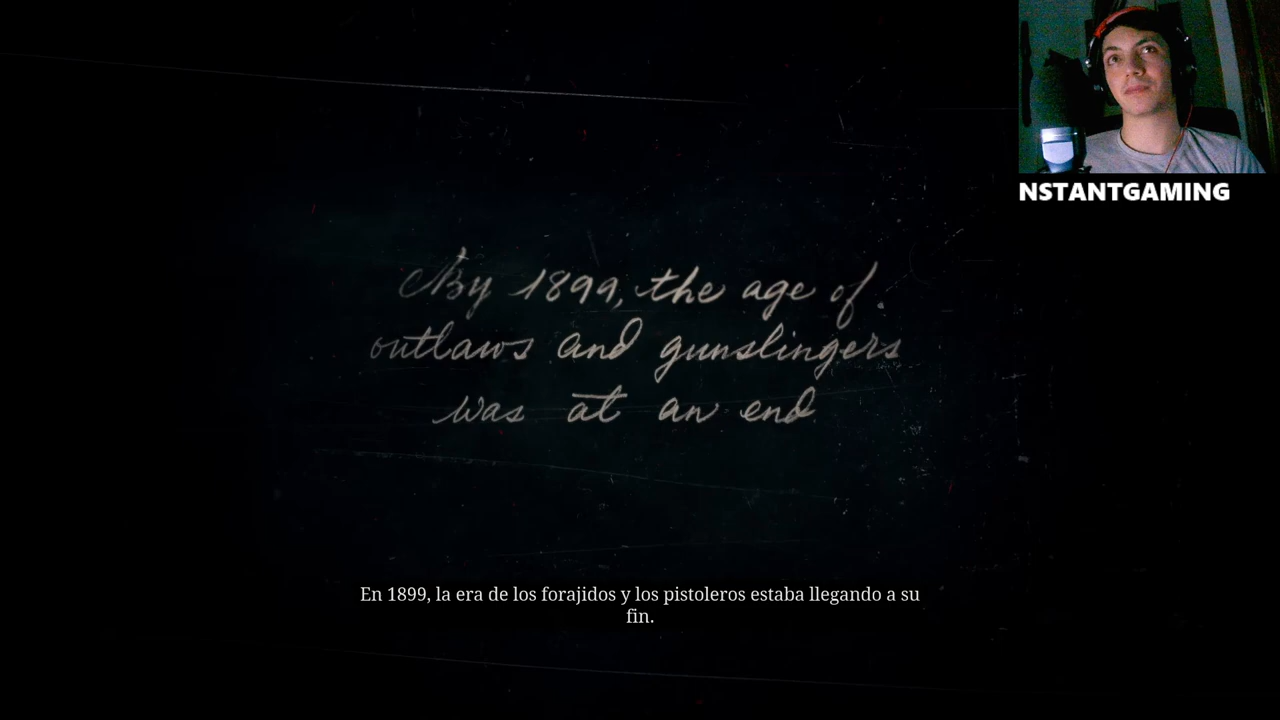 NSTANTGAMING
By 1899, the age of
outlaws and gunslingers
was at an end
En 1899, la era de los forajidos y los pistoleros estaba llegando a su
fin.